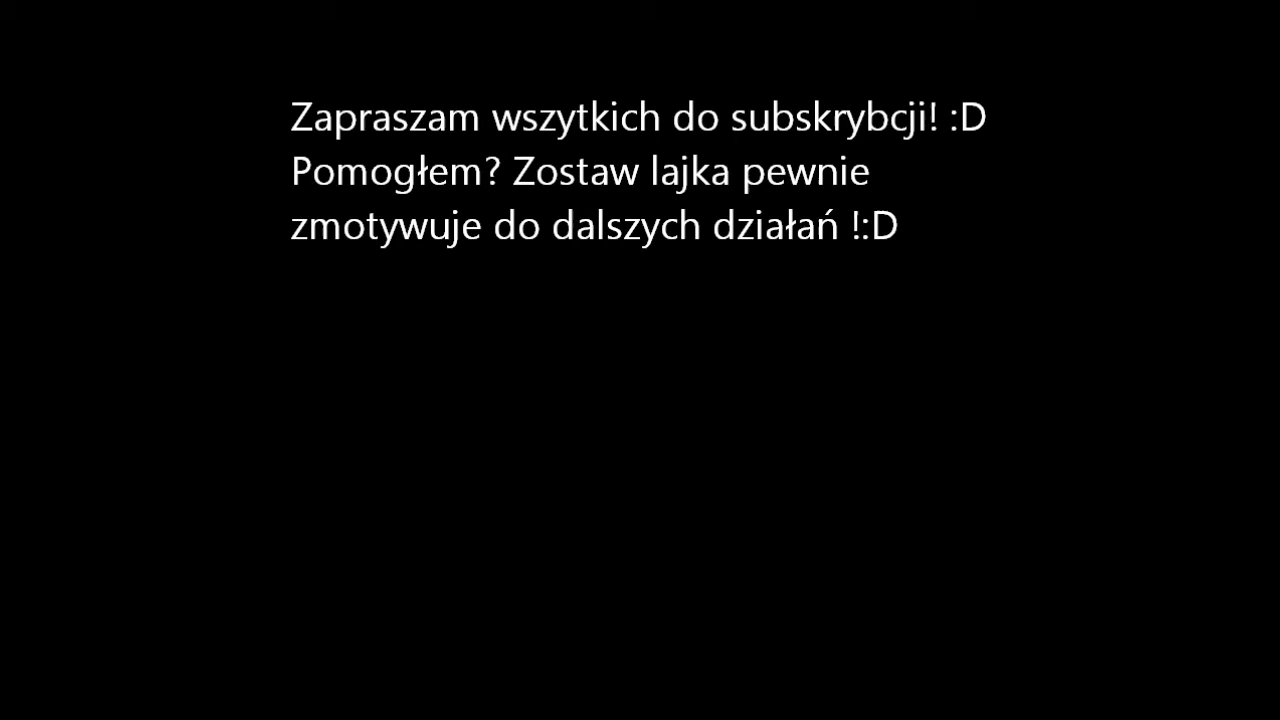 Zapraszam wszytkich do subskrybcji! :D
Pomogłem? Zostaw lajka pewnie
zmotywuje do dalszych działań !:D